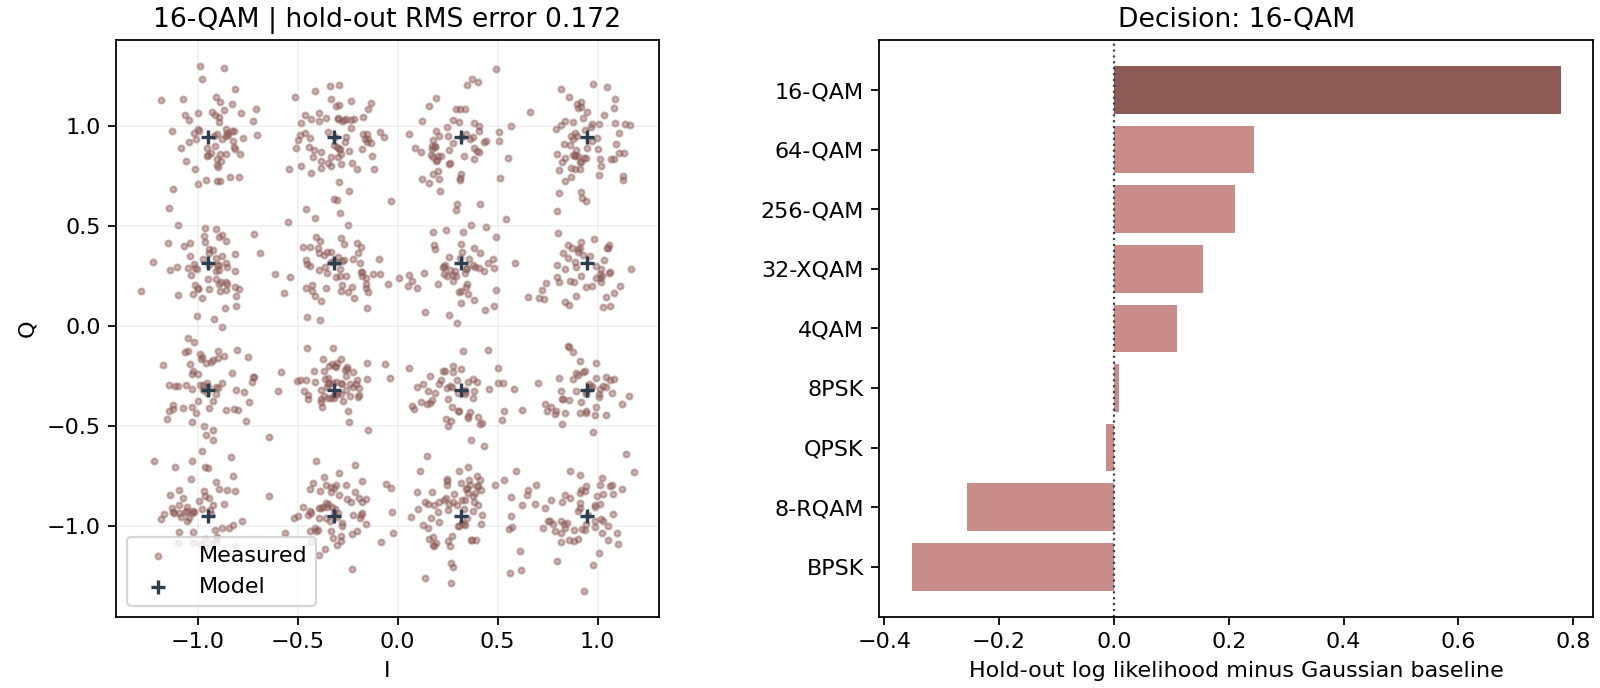 16-QAM | hold-out RMS error 0.172
1.0
0.5
0.0
−0.5
−1.0
Q
Measured
Model
−1.0
−0.5
0.0
0.5
1.0
I
Decision: 16-QAM
16-QAM
64-QAM
256-QAM
32-XQAM
4QAM
8PSK
QPSK
8-RQAM
BPSK
−0.4
−0.2
0.0
0.2
0.4
0.6
0.8
Hold-out log likelihood minus Gaussian baseline